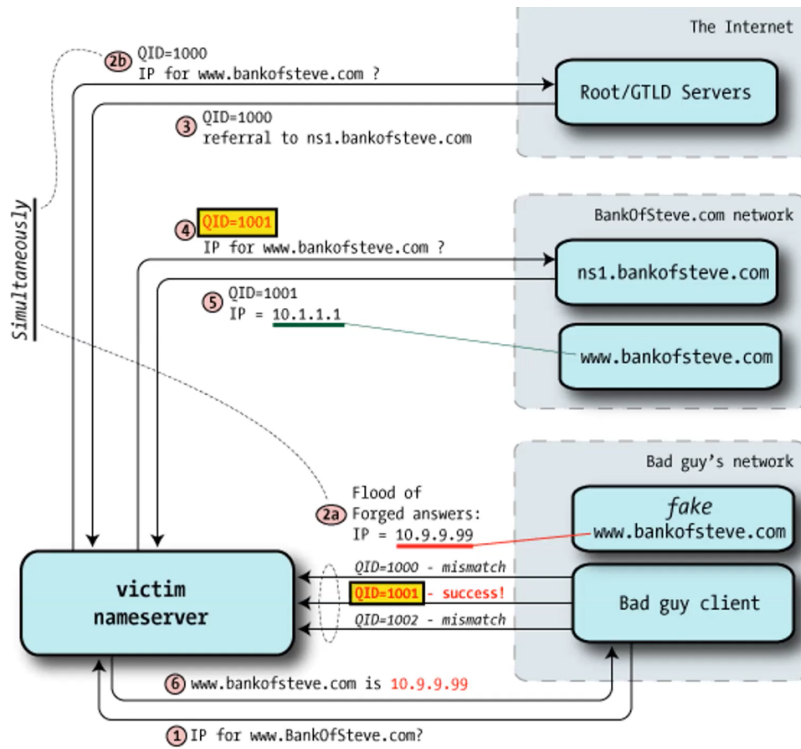 The Internet
2b
QID=1000
IP for www.bankofsteve.com ?
Root/GTLD Servers
3
QID=1000
referral to ns1.bankofsteve.com
Simultaneously
BankOfSteve.com network
4
QID=1001
IP for www.bankofsteve.com ?
ns1.bankofsteve.com
5
QID=1001
IP = 10.1.1.1
www.bankofsteve.com
Bad guy's network
2a
Flood of
Forged answers:
IP = 10.9.9.99
fake
www.bankofsteve.com
victim
nameserver
QID=1000 - mismatch
QID=1001 - success!
QID=1002 - mismatch
Bad guy client
6 www.bankofsteve.com is 10.9.9.99
1 IP for www.BankOfSteve.com?